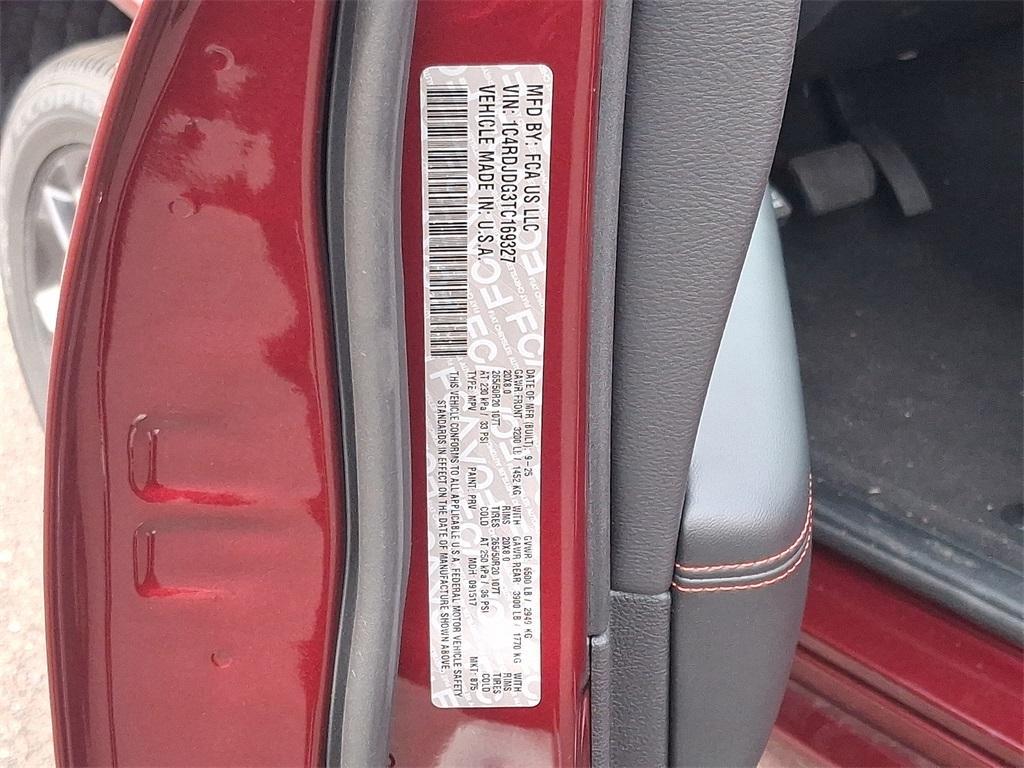 MFD BY: FCA US LLC
VIN: 1C4RDJDG3TC169327
VEHICLE MADE IN: U.S.A.
DATE OF MFR (BUILT): 9-25 GVWR 6500 LB / 2949 KG
GAWR FRONT 3200 LB / 1452 KG WITH GAWR REAR: 3900 LB / 1770 KG WITH
20X8.0 RIMS 20X8.0 RIMS
265/50R20 107T TIRES 265/50R20 107T TIRES
AT 230 kPa / 33 PSI COLD AT 250 kPa / 36 PSI COLD
TYPE: MPV PAINT: PRV MDH: 091517 MKT: B75
THIS VEHICLE CONFORMS TO ALL APPLICABLE U.S.A. FEDERAL MOTOR VEHICLE SAFETY
STANDARDS IN EFFECT ON THE DATE OF MANUFACTURE SHOWN ABOVE.